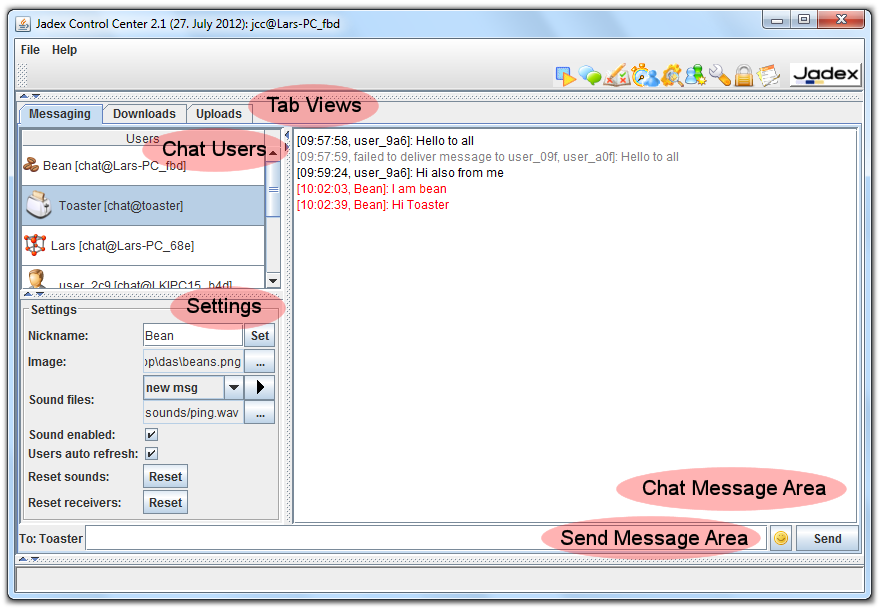 Jadex Control Center 2.1 (27. July 2012): jcc@Lars-PC_fbd
File Help
Jadex
Messaging Downloads Uploads Tab Views
Users
Chat Users
Bean [chat@Lars-PC_fbd]
Toaster [chat@toaster]
Lars [chat@Lars-PC_68e]
user_2c9 [chat@LKIPC15_b4d]
[09:57:58, user_9a6]: Hello to all
[09:57:59, failed to deliver message to user_09f, user_a0f]: Hello to all
[09:59:24, user_9a6]: Hi also from me
[10:02:03, Bean]: I am bean
[10:02:39, Bean]: Hi Toaster
Settings
Settings
Nickname: Bean Set
Image: op\das\beans.png ...
Sound files: new msg
sounds/ping.wav ...
Sound enabled:
Users auto refresh:
Reset sounds: Reset
Reset receivers: Reset
Chat Message Area
To: Toaster Send Message Area Send